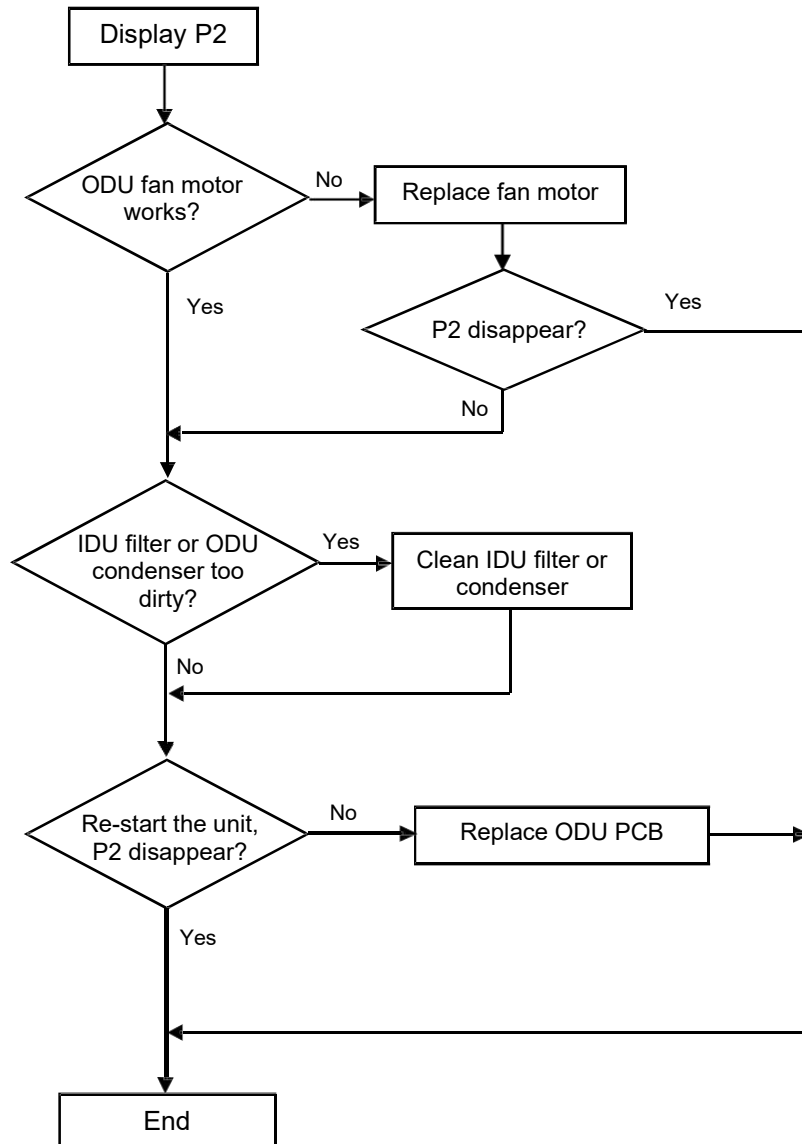 Display P2
ODU fan motor
works?
No
Replace fan motor
Yes
P2 disappear?
Yes
No
IDU filter or ODU
condenser too
dirty?
Yes
Clean IDU filter or
condenser
No
Re-start the unit,
P2 disappear?
No
Replace ODU PCB
Yes
End